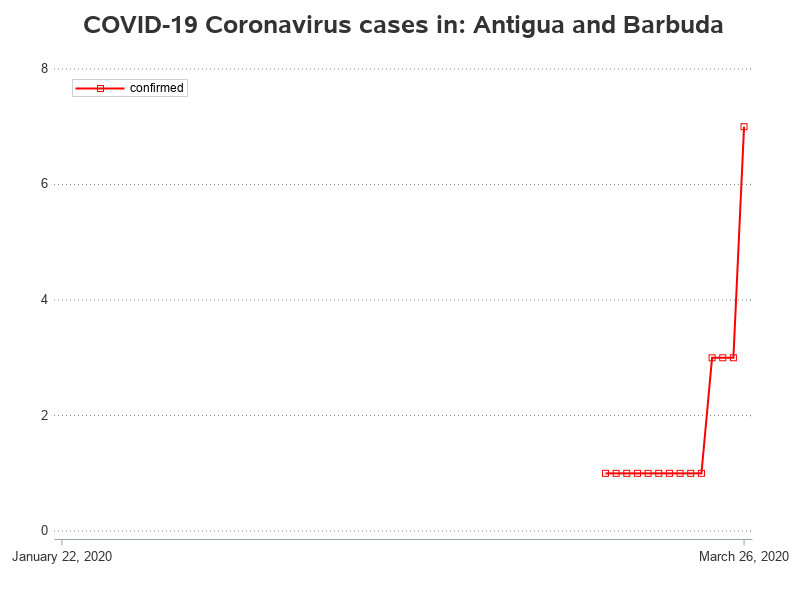 COVID-19 Coronavirus cases in: Antigua and Barbuda
8
confirmed
6
4
2
0
January 22, 2020
March 26, 2020